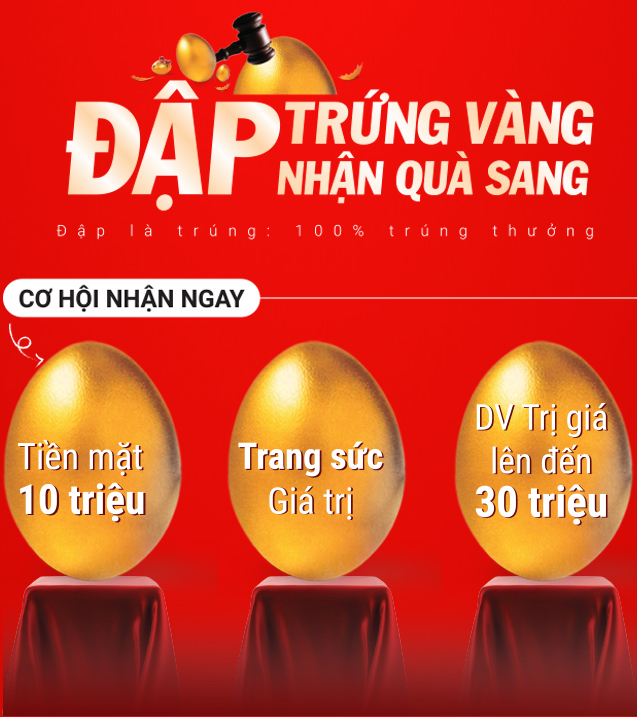 ĐẬP TRỨNG VÀNG
NHẬN QUÀ SANG
Đập là trúng: 100% trúng thưởng
CƠ HỘI NHẬN NGAY
Tiền mặt
10 triệu
Trang sức
Giá trị
DV Trị giá
lên đến
30 triệu